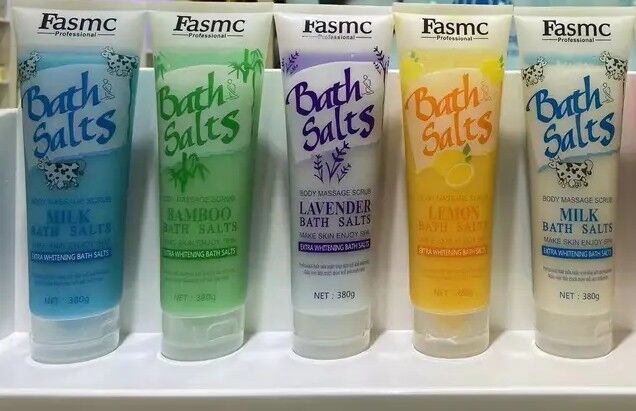 Fasmc
Professional
Bath
Salts
BODY MASSAGE SCRUB
MILK
BATH SALTS
EXTRA WHITENING BATH SALTS
NET : 380g
Fasmc
Professional
Bath
Salts
BODY MASSAGE SCRUB
BAMBOO
BATH SALTS
EXTRA WHITENING BATH SALTS
NET : 380g
Fasmc
Professional
Bath
Salts
BODY MASSAGE SCRUB
LAVENDER
BATH SALTS
MAKE SKIN ENJOY SPA
EXTRA WHITENING BATH SALTS
NET : 380g
Fasmc
Professional
Bath
Salts
BODY MASSAGE SCRUB
LEMON
BATH SALTS
EXTRA WHITENING BATH SALTS
NET :
Fasmc
Professional
Bath
Salts
BODY MASSAGE SCRUB
MILK
BATH SALTS
MAKE SKIN ENJOY SPA
EXTRA WHITENING BATH SALTS
NET : 380g